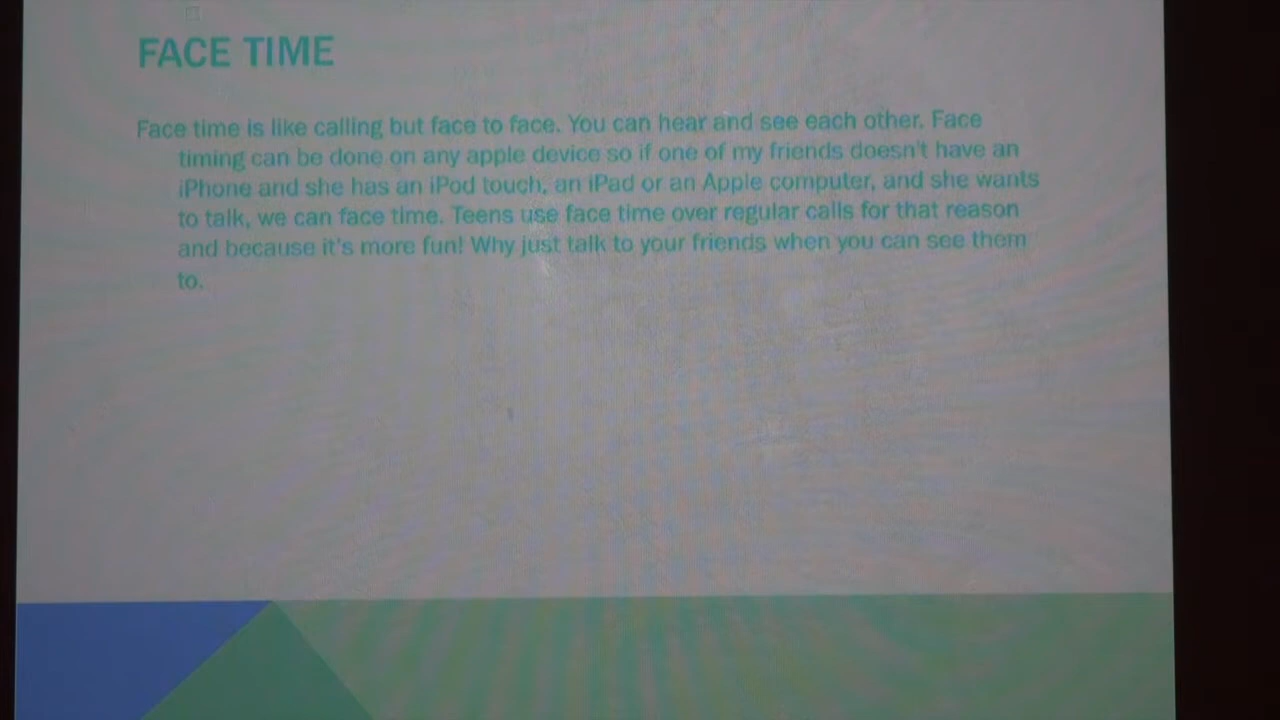 FACE TIME
Face time is like calling but face to face. You can hear and see each other. Face
timing can be done on any apple device so if one of my friends doesn't have an
iPhone and she has an iPod touch, an iPad or an Apple computer, and she wants
to talk, we can face time. Teens use face time over regular calls for that reason
and because it's more fun! Why just talk to your friends when you can see them
to.